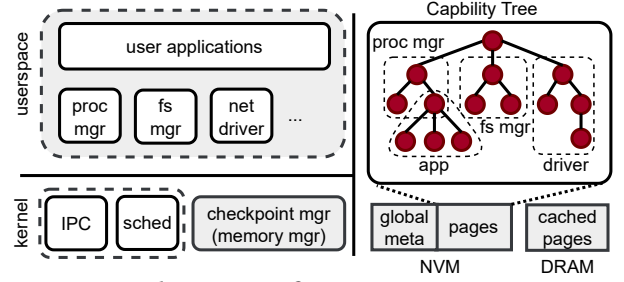 userspace
user applications
proc
mgr
fs
mgr
net
driver
...
kernel
IPC
sched
checkpoint mgr
(memory mgr)
Capbility Tree
proc mgr
fs mgr
app
driver
global
meta
pages
cached
pages
NVM
DRAM